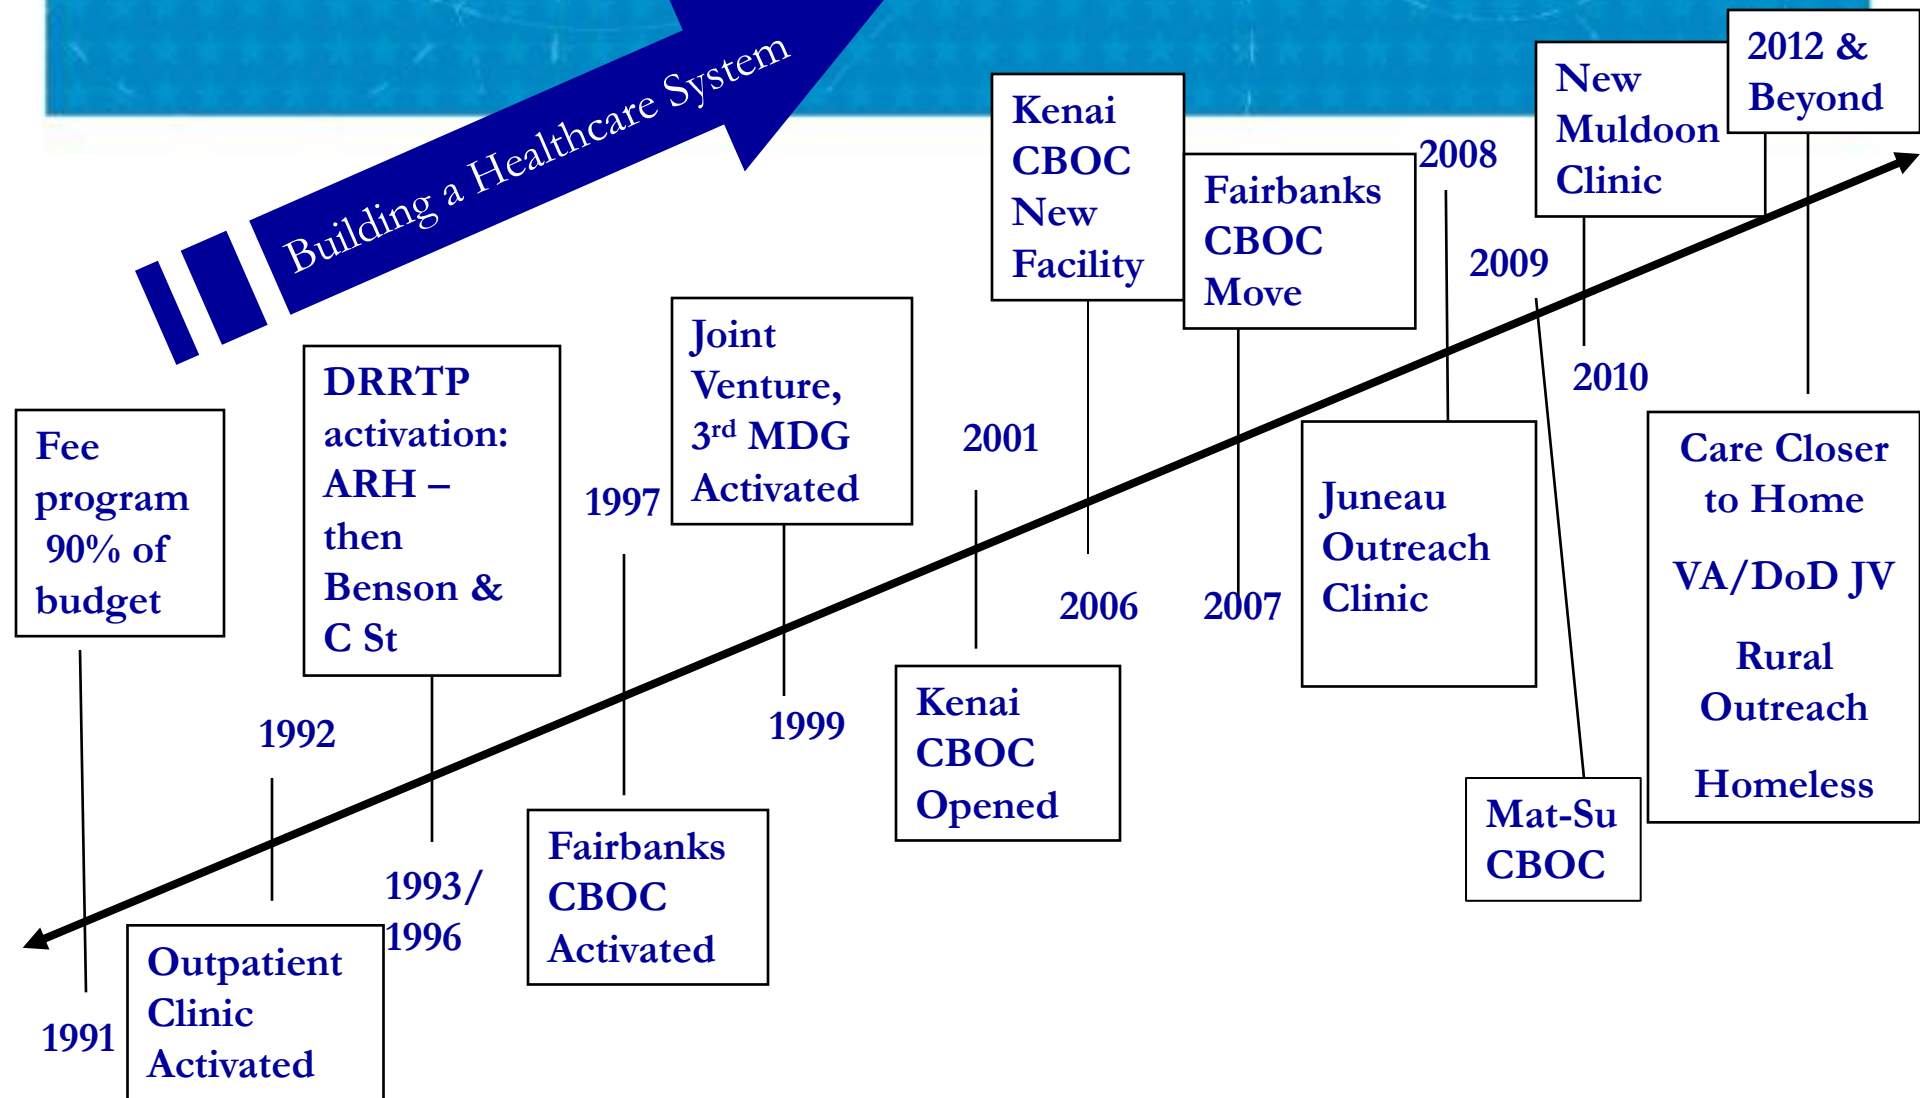 Building a Healthcare System
Fee
program
90% of
budget
1991
1992
Outpatient
Clinic
Activated
DRRTP
activation:
ARH –
then
Benson &
C St
1993/
1996
1997
Fairbanks
CBOC
Activated
Joint
Venture,
3rd MDG
Activated
1999
2001
Kenai
CBOC
Opened
Kenai
CBOC
New
Facility
2006
Fairbanks
CBOC
Move
2007
2008
Juneau
Outreach
Clinic
2009
Mat-Su
CBOC
New
Muldoon
Clinic
2010
2012 &
Beyond
Care Closer
to Home
VA/DoD JV
Rural
Outreach
Homeless